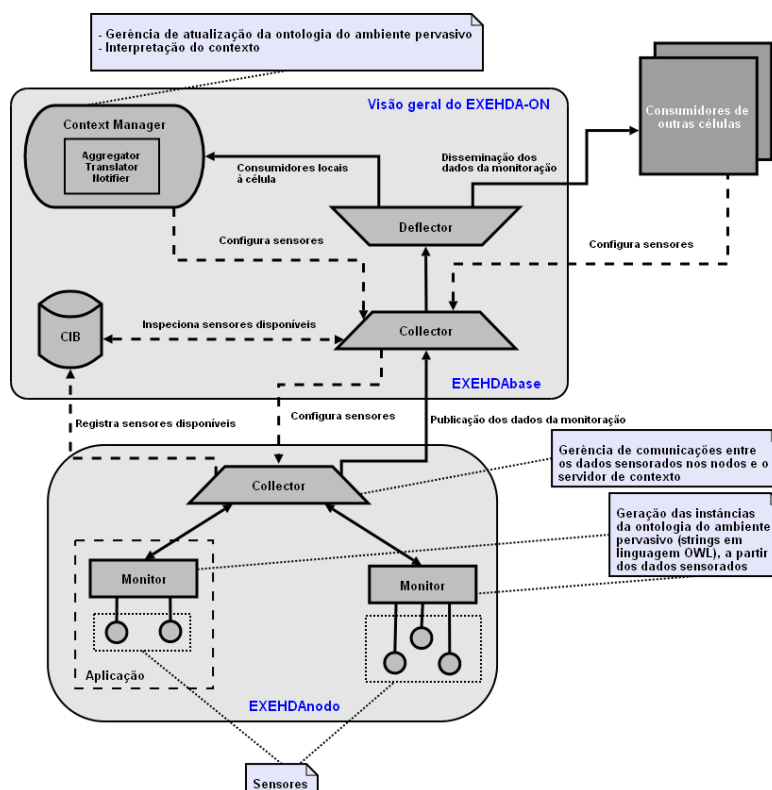 - Gerência de atualização da ontologia do ambiente pervasivo
- Interpretação do contexto
Visão geral do EXEHDA-ON
Context Manager
Aggregator
Translator
Notifier
Consumidores de
outras células
Disseminação dos
dados da monitoração
Consumidores locais
à célula
Deflector
Configura sensores
Configura sensores
CIB
Inspeciona sensores disponíveis
Collector
EXEHDAbase
Registra sensores disponíveis
Configura sensores
Publicação dos dados da monitoração
Collector
Gerência de comunicações entre
os dados sensorados nos nodos e o
servidor de contexto
Geração das instâncias
da ontologia do ambiente
pervasivo (strings em
linguagem OWL), a partir
dos dados sensorados
Monitor
Monitor
Aplicação
EXEHDAnodo
Sensores